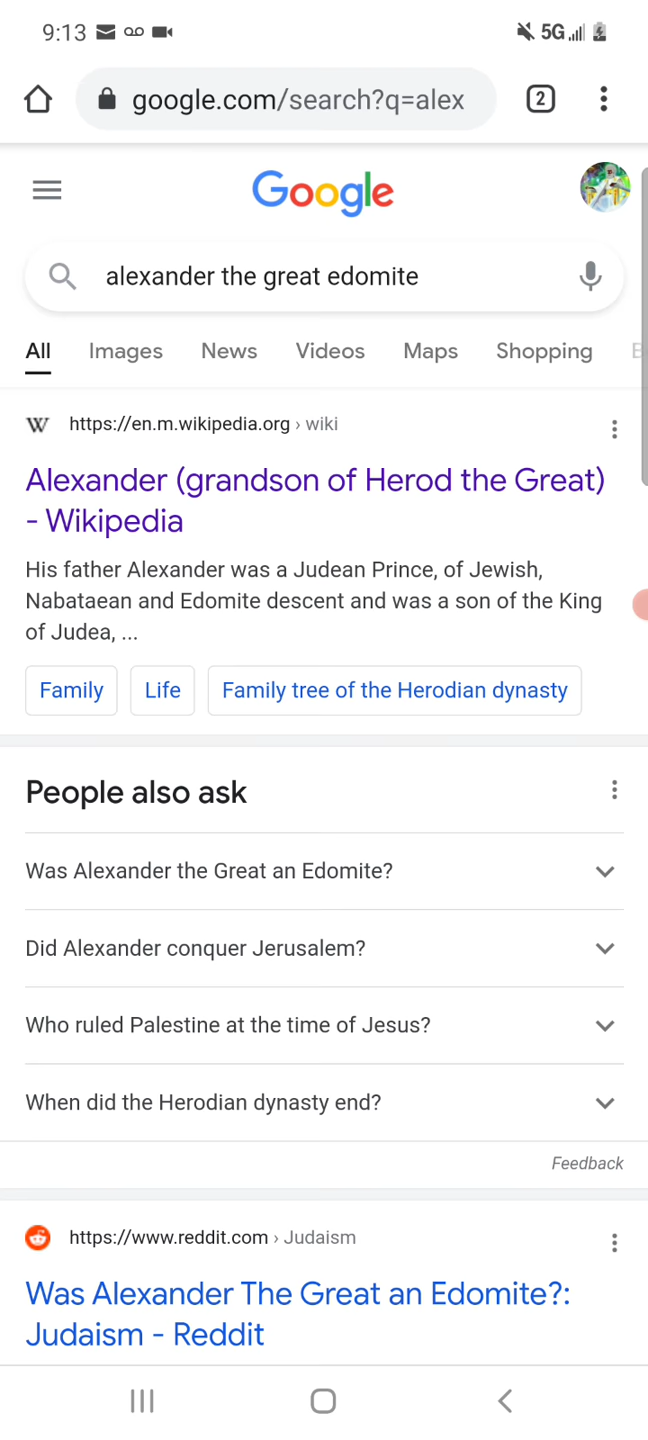 9:13
5G
google.com/search?q=alex
2
Google
alexander the great edomite
All Images News Videos Maps Shopping
W https://en.m.wikipedia.org › wiki
Alexander (grandson of Herod the Great)
- Wikipedia
His father Alexander was a Judean Prince, of Jewish,
Nabataean and Edomite descent and was a son of the King
of Judea, ...
Family Life Family tree of the Herodian dynasty
People also ask
Was Alexander the Great an Edomite?
Did Alexander conquer Jerusalem?
Who ruled Palestine at the time of Jesus?
When did the Herodian dynasty end?
Feedback
https://www.reddit.com › Judaism
Was Alexander The Great an Edomite?:
Judaism - Reddit